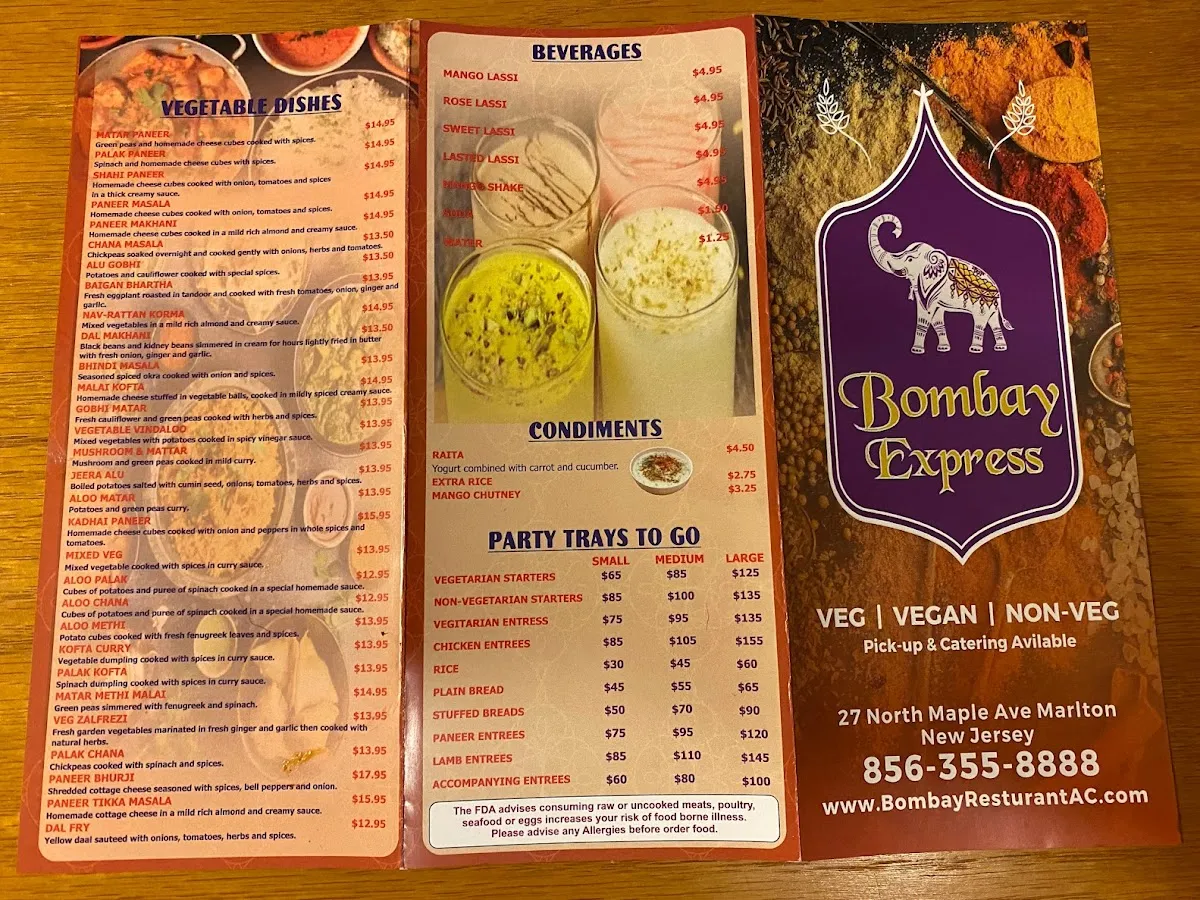 VEGETABLE DISHES
MATAR PANEER $14.95
Green peas and homemade cheese cubes cooked with spices.
PALAK PANEER $14.95
Spinach and homemade cheese cubes with spices.
SHAHI PANEER $14.95
Homemade cheese cubes cooked with onion, tomatoes and spices
in a thick creamy sauce.
PANEER MASALA $14.95
Homemade cheese cubes cooked with onion, tomatoes and spices.
PANEER MAKHANI $14.95
Homemade cheese cubes cooked in a mild rich almond and creamy sauce.
CHANA MASALA $13.50
Chickpeas soaked overnight and cooked gently with onions, herbs and tomatoes.
ALU GOBHI $13.50
Potatoes and cauliflower cooked with special spices.
BAIGAN BHARTHA $13.95
Fresh eggplant roasted in tandoor and cooked with fresh tomatoes, onion, ginger and
garlic.
NAV-RATTAN KORMA $14.95
Mixed vegetables in a mild rich almond and creamy sauce.
DAL MAKHANI $13.50
Black beans and kidney beans simmered in cream for hours lightly fried in butter
with fresh onion, ginger and garlic.
BHINDI MASALA $13.95
Seasoned spiced okra cooked with onion and spices.
MALAI KOFTA $14.95
Homemade cheese stuffed in vegetable balls, cooked in mildly spiced creamy sauce.
GOBHI MATAR $13.95
Fresh cauliflower and green peas cooked with herbs and spices.
VEGETABLE VINDALOO $13.95
Mixed vegetables with potatoes cooked in spicy vinegar sauce.
MUSHROOM & MATTAR $13.95
Mushroom and green peas cooked in mild curry.
JEERA ALU $13.95
Boiled potatoes salted with cumin seed, onions, tomatoes, herbs and spices.
ALOO MATAR $13.95
Potatoes and green peas curry.
KADHAI PANEER $15.95
Homemade cheese cubes cooked with onion and peppers in whole spices and
tomatoes.
MIXED VEG $13.95
Mixed vegetable cooked with spices in curry sauce.
ALOO PALAK $12.95
Cubes of potatoes and puree of spinach cooked in a special homemade sauce.
ALOO CHANA $12.95
Cubes of potatoes and puree of spinach cooked in a special homemade sauce.
ALOO METHI $13.95
Potato cubes cooked with fresh fenugreek leaves and spices.
KOFTA CURRY $13.95
Vegetable dumpling cooked with spices in curry sauce.
PALAK KOFTA $13.95
Spinach dumpling cooked with spices in curry sauce.
MATAR METHI MALAI $14.95
Green peas simmered with fenugreek and spinach.
VEG ZALFREZI $13.95
Fresh garden vegetables marinated in fresh ginger and garlic then cooked with
natural herbs.
PALAK CHANA $13.95
Chickpeas cooked with spinach and spices.
PANEER BHURJI $17.95
Shredded cottage cheese seasoned with spices, bell peppers and onion.
PANEER TIKKA MASALA $15.95
Homemade cottage cheese in a mild rich almond and creamy sauce.
DAL FRY $12.95
Yellow daal sauteed with onions, tomatoes, herbs and spices.
BEVERAGES
MANGO LASSI $4.95
ROSE LASSI $4.95
SWEET LASSI $4.95
LASTED LASSI $4.95
MANGO SHAKE $4.95
SODA $1.50
WATER $1.25
CONDIMENTS
RAITA $4.50
Yogurt combined with carrot and cucumber.
EXTRA RICE $2.75
MANGO CHUTNEY $3.25
PARTY TRAYS TO GO
SMALL MEDIUM LARGE
VEGETARIAN STARTERS $65 $85 $125
NON-VEGETARIAN STARTERS $85 $100 $135
VEGITARIAN ENTRESS $75 $95 $135
CHICKEN ENTREES $85 $105 $155
RICE $30 $45 $60
PLAIN BREAD $45 $55 $65
STUFFED BREADS $50 $70 $90
PANEER ENTREES $75 $95 $120
LAMB ENTREES $85 $110 $145
ACCOMPANYING ENTREES $60 $80 $100
The FDA advises consuming raw or uncooked meats, poultry,
seafood or eggs increases your risk of food borne illness.
Please advise any Allergies before order food.
Bombay
Express
VEG | VEGAN | NON-VEG
Pick-up & Catering Avilable
27 North Maple Ave Marlton
New Jersey
856-355-8888
www.BombayResturantAC.com